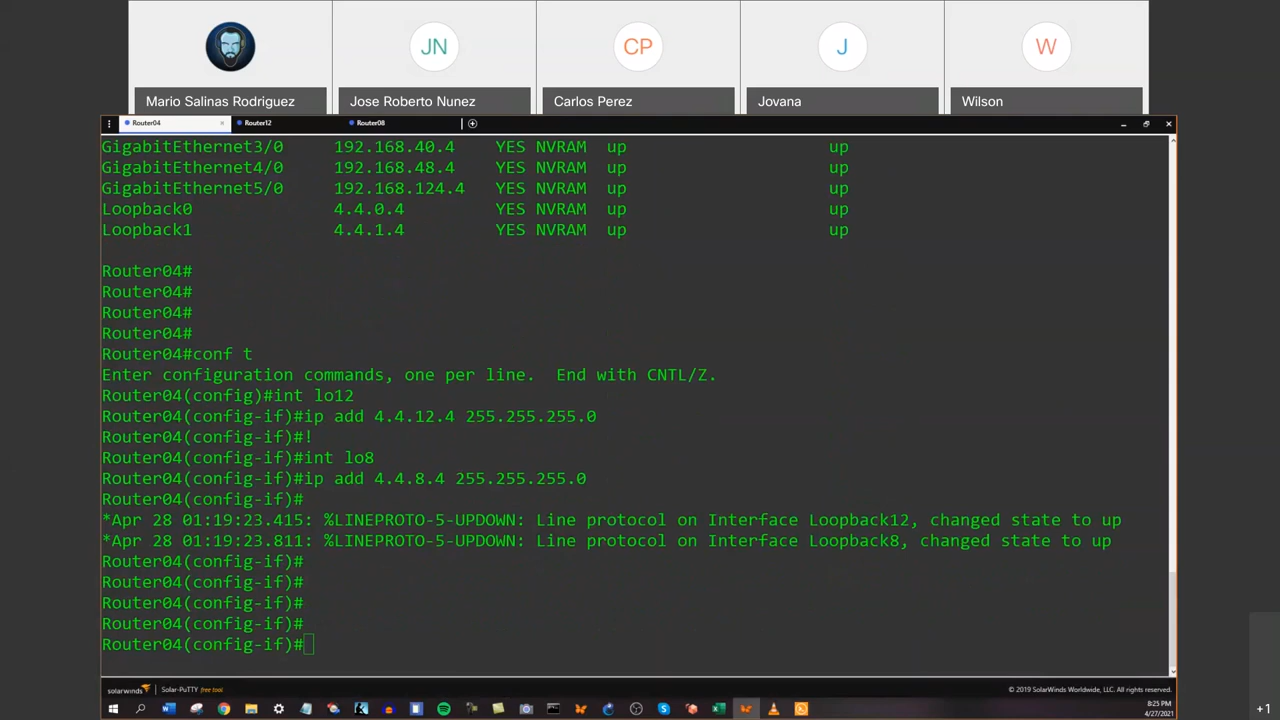 JN
CP
J
W
Mario Salinas Rodriguez
Jose Roberto Nunez
Carlos Perez
Jovana
Wilson
Router04
Router12
Router08
GigabitEthernet3/0 192.168.40.4 YES NVRAM up up
GigabitEthernet4/0 192.168.48.4 YES NVRAM up up
GigabitEthernet5/0 192.168.124.4 YES NVRAM up up
Loopback0 4.4.0.4 YES NVRAM up up
Loopback1 4.4.1.4 YES NVRAM up up
Router04#
Router04#
Router04#
Router04#
Router04#conf t
Enter configuration commands, one per line. End with CNTL/Z.
Router04(config)#int lo12
Router04(config-if)#ip add 4.4.12.4 255.255.255.0
Router04(config-if)#!
Router04(config-if)#int lo8
Router04(config-if)#ip add 4.4.8.4 255.255.255.0
Router04(config-if)#
*Apr 28 01:19:23.415: %LINEPROTO-5-UPDOWN: Line protocol on Interface Loopback12, changed state to up
*Apr 28 01:19:23.811: %LINEPROTO-5-UPDOWN: Line protocol on Interface Loopback8, changed state to up
Router04(config-if)#
Router04(config-if)#
Router04(config-if)#
Router04(config-if)#
Router04(config-if)#
solarwinds Solar-PuTTY free tool
© 2019 SolarWinds Worldwide, LLC. All rights reserved.
8:25 PM
4/27/2021
+1